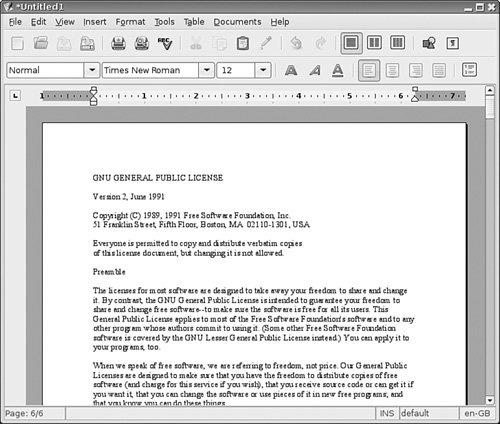 *Untitled1
File Edit View Insert Format Tools Table Documents Help
Normal Times New Roman 12
1 1 2 3 4 5 6 7
GNU GENERAL PUBLIC LICENSE
Version 2, June 1991
Copyright (C) 1989, 1991 Free Software Foundation, Inc.
51 Franklin Street, Fifth Floor, Boston, MA 02110-1301, USA
Everyone is permitted to copy and distribute verbatim copies
of this license document, but changing it is not allowed.
Preamble
The licenses for most software are designed to take away your freedom to share and change
it. By contrast, the GNU General Public License is intended to guarantee your freedom to
share and change free software--to make sure the software is free for all its users. This
General Public License applies to most of the Free Software Foundation's software and to any
other program whose authors commit to using it. (Some other Free Software Foundation
software is covered by the GNU Lesser General Public License instead.) You can apply it to
your programs, too.
When we speak of free software, we are referring to freedom, not price. Our General Public
Licenses are designed to make sure that you have the freedom to distribute copies of free
software (and charge for this service if you wish), that you receive source code or can get it if
you want it, that you can change the software or use pieces of it in new free programs; and
that you know you can do these things.
Page: 6/6 INS default en-GB